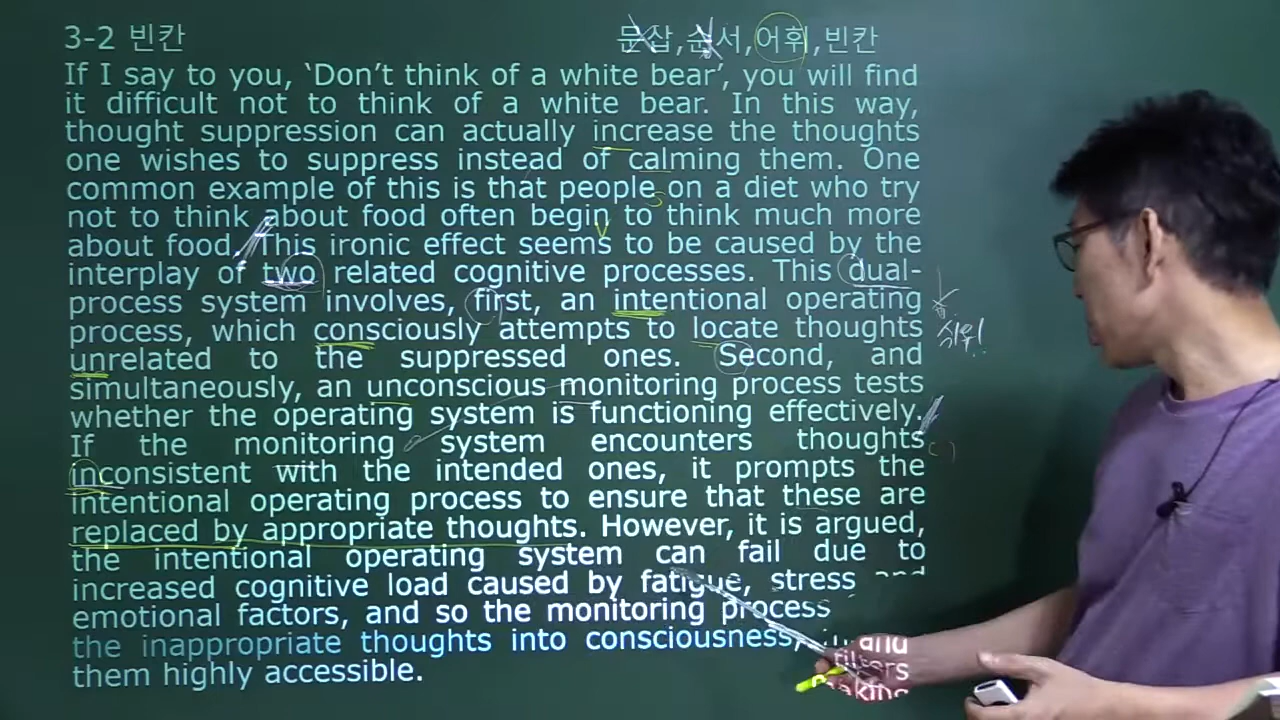 3-2 빈칸
문삽,순서,어휘,빈칸
If I say to you, ‘Don’t think of a white bear’, you will find
it difficult not to think of a white bear. In this way,
thought suppression can actually increase the thoughts
one wishes to suppress instead of calming them. One
common example of this is that people on a diet who try
not to think about food often begin to think much more
about food. This ironic effect seems to be caused by the
interplay of two related cognitive processes. This dual-
process system involves, first, an intentional operating
process, which consciously attempts to locate thoughts
unrelated to the suppressed ones. Second, and
simultaneously, an unconscious monitoring process tests
whether the operating system is functioning effectively.
If the monitoring system encounters thoughts
inconsistent with the intended ones, it prompts the
intentional operating process to ensure that these are
replaced by appropriate thoughts. However, it is argued,
the intentional operating system can fail due to
increased cognitive load caused by fatigue, stress and
emotional factors, and so the monitoring process filters
the inappropriate thoughts into consciousness, making
them highly accessible.